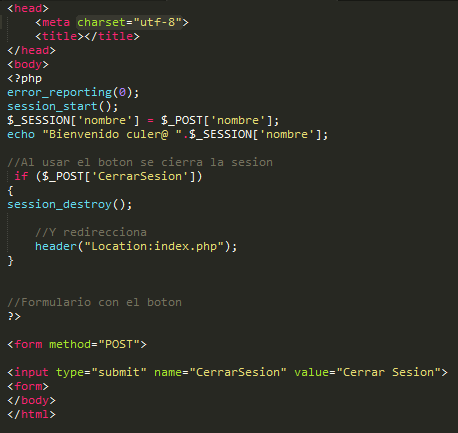 <head>
    <meta charset="utf-8">
    <title></title>
</head>
<body>
<?php
error_reporting(0);
session_start();
$_SESSION['nombre'] = $_POST['nombre'];
echo "Bienvenido culer@ ".$_SESSION['nombre'];
//Al usar el boton se cierra la sesion
 if ($_POST['CerrarSesion'])
{
session_destroy();
    //Y redirecciona
    header("Location:index.php");
}
//Formulario con el boton
?>
<form method="POST">
<input type="submit" name="CerrarSesion" value="Cerrar Sesion">
<form>
</body>
</html>